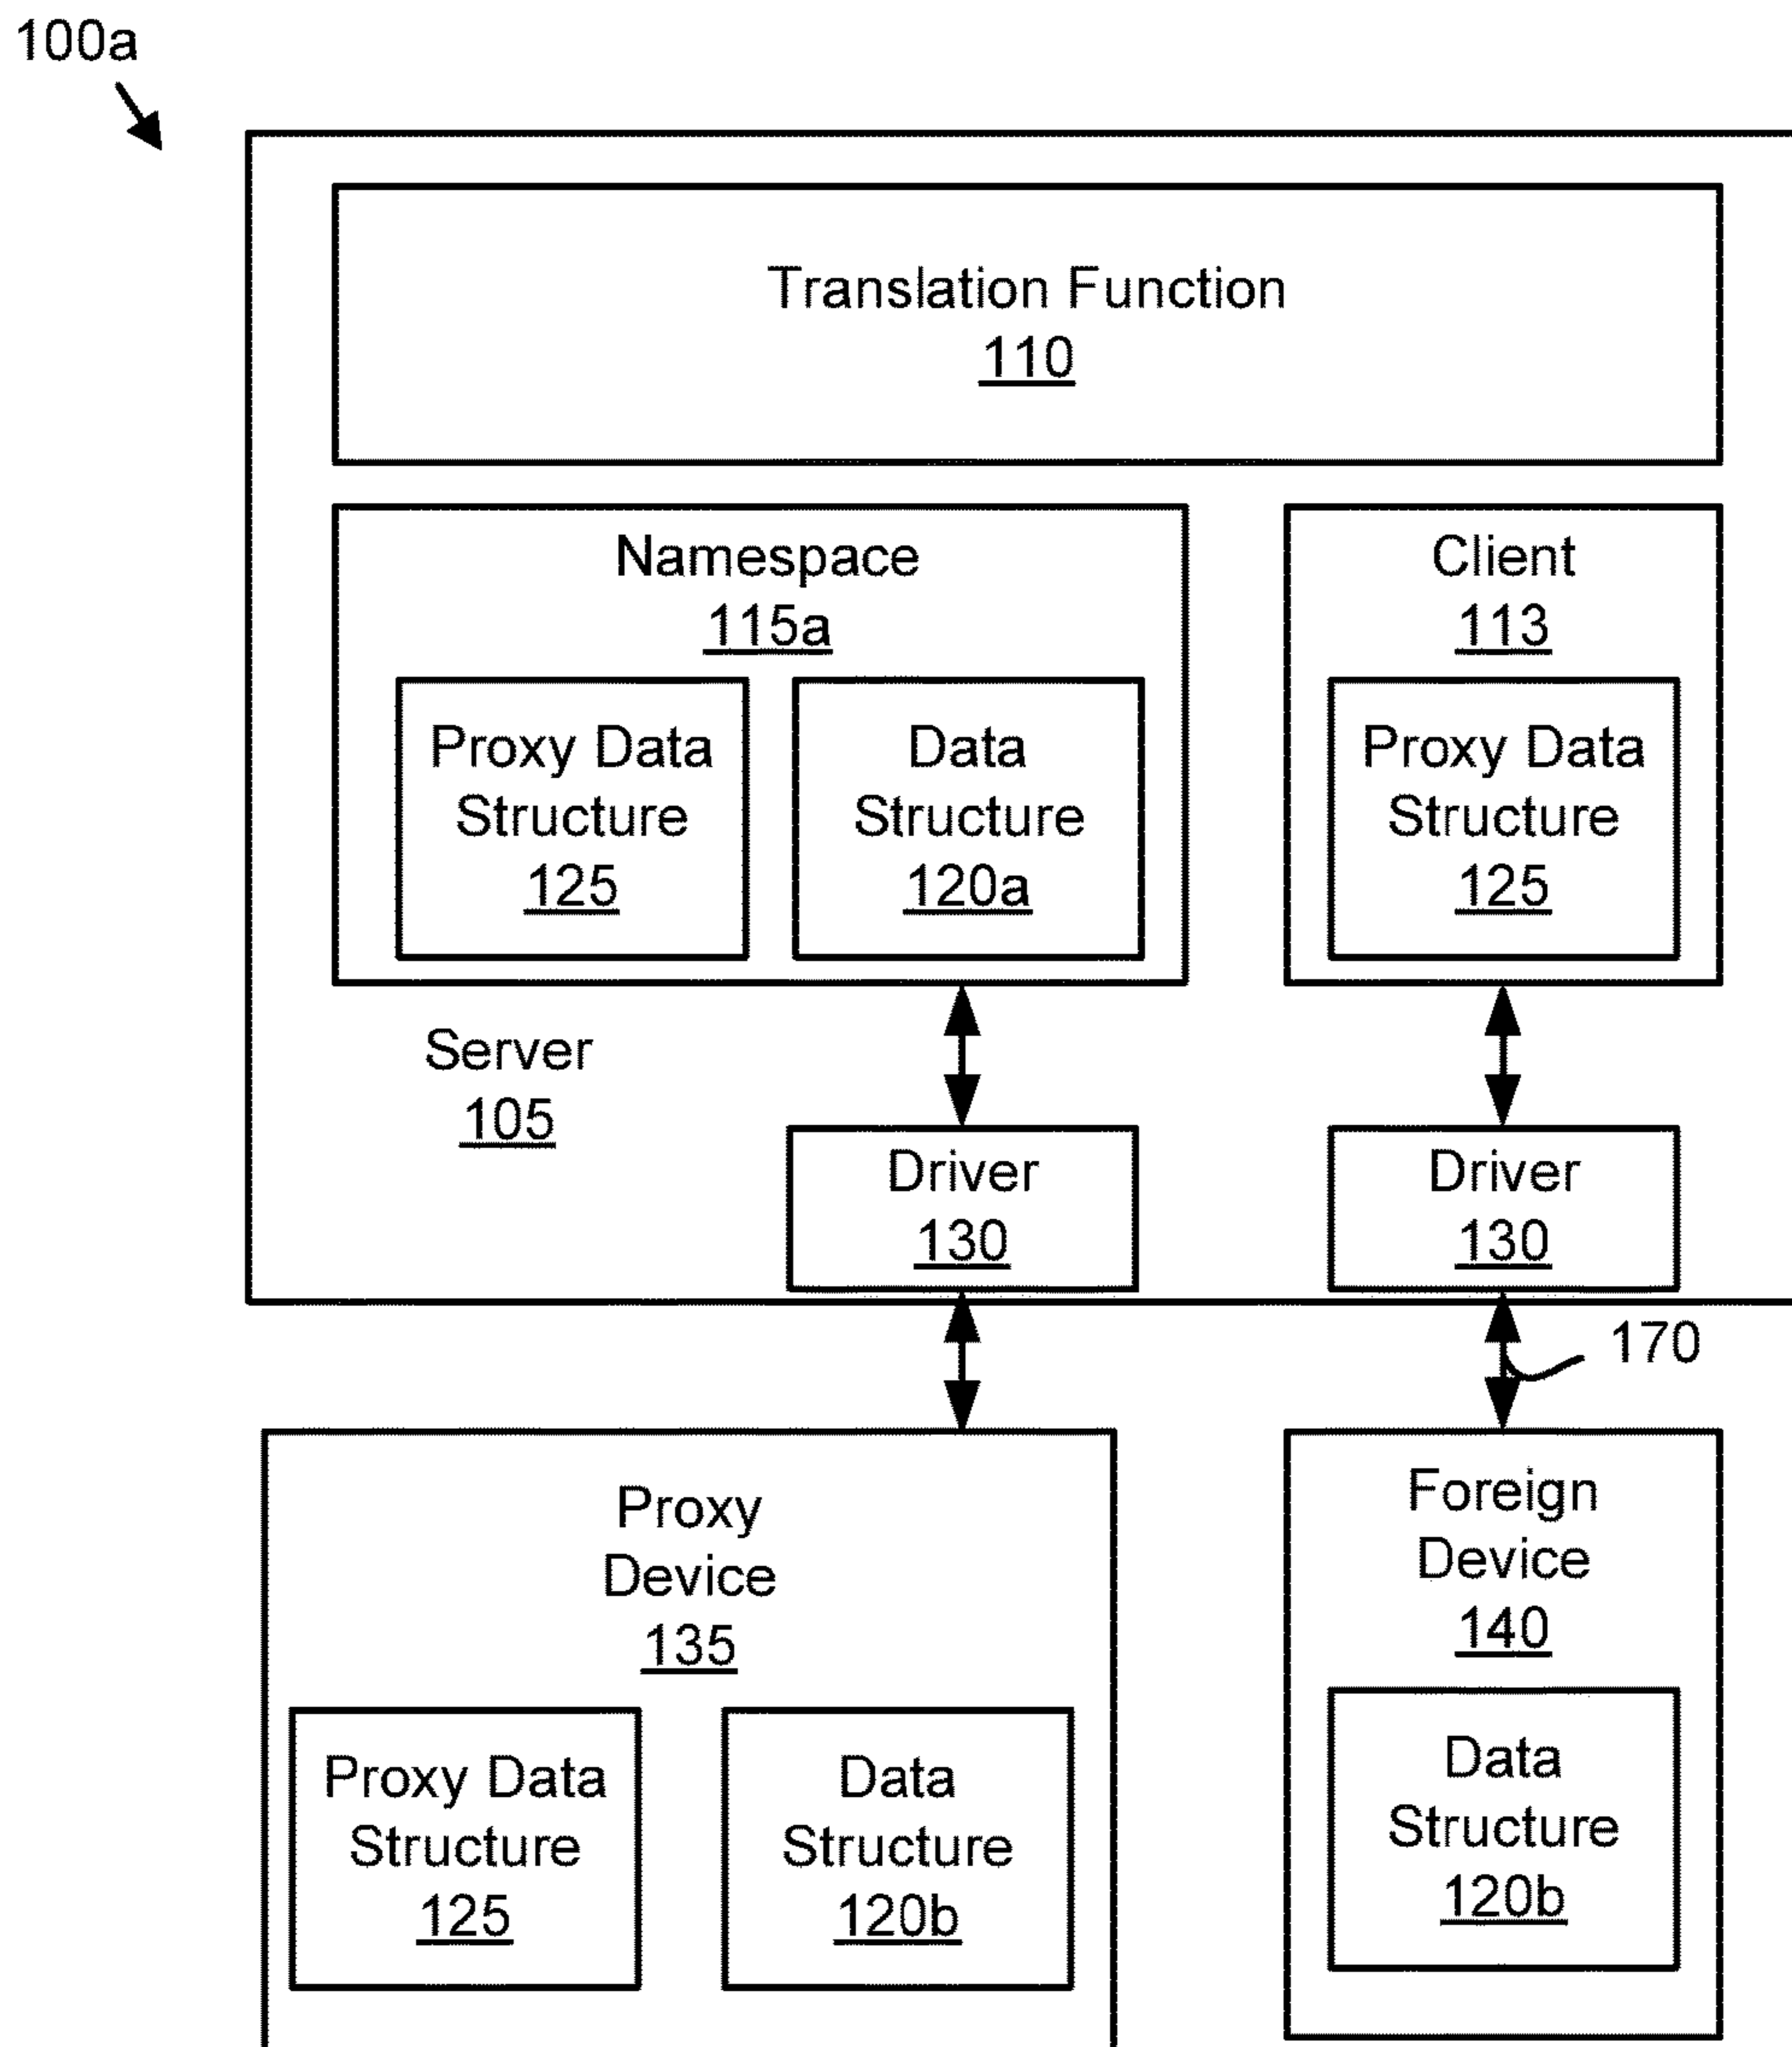 100a
Translation Function
110
Namespace
115a
Proxy Data
Structure
125
Data
Structure
120a
Client
113
Proxy Data
Structure
125
Server
105
Driver
130
Driver
130
170
Proxy
Device
135
Proxy Data
Structure
125
Data
Structure
120b
Foreign
Device
140
Data
Structure
120b